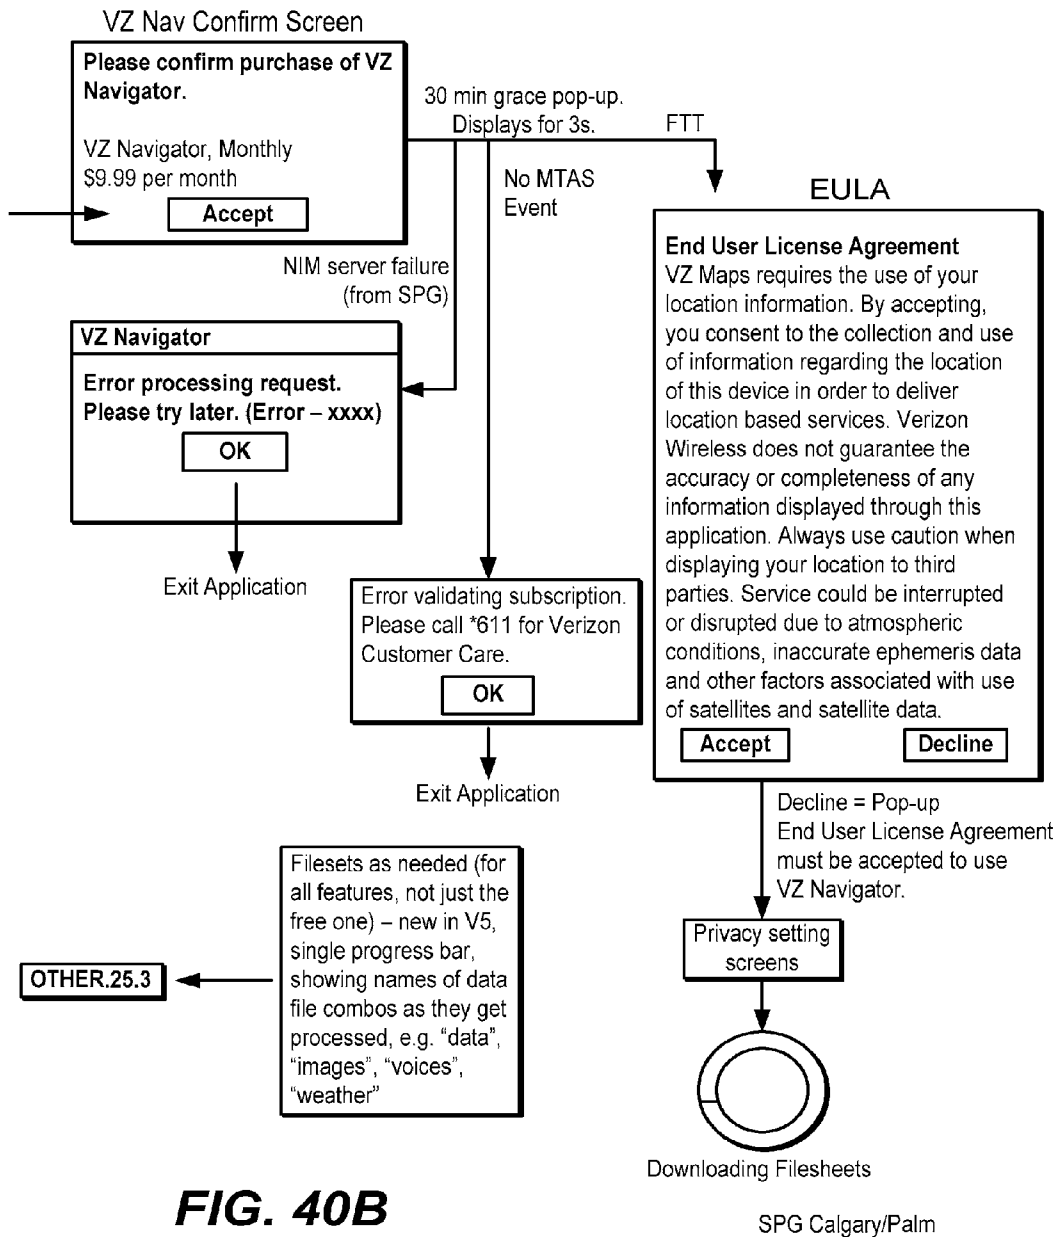 VZ Nav Confirm Screen
Please confirm purchase of VZ
Navigator.
VZ Navigator, Monthly
$9.99 per month
Accept
30 min grace pop-up.
Displays for 3s.
FTT
No MTAS
Event
NIM server failure
(from SPG)
VZ Navigator
Error processing request.
Please try later. (Error – xxxx)
OK
Exit Application
Error validating subscription.
Please call *611 for Verizon
Customer Care.
OK
Exit Application
EULA
End User License Agreement
VZ Maps requires the use of your
location information. By accepting,
you consent to the collection and use
of information regarding the location
of this device in order to deliver
location based services. Verizon
Wireless does not guarantee the
accuracy or completeness of any
information displayed through this
application. Always use caution when
displaying your location to third
parties. Service could be interrupted
or disrupted due to atmospheric
conditions, inaccurate ephemeris data
and other factors associated with use
of satellites and satellite data.
Accept
Decline
Decline = Pop-up
End User License Agreement
must be accepted to use
VZ Navigator.
Privacy setting
screens
Downloading Filesheets
Filesets as needed (for
all features, not just the
free one) – new in V5,
single progress bar,
showing names of data
file combos as they get
processed, e.g. “data”,
“images”, “voices”,
“weather”
OTHER.25.3
FIG. 40B
SPG Calgary/Palm